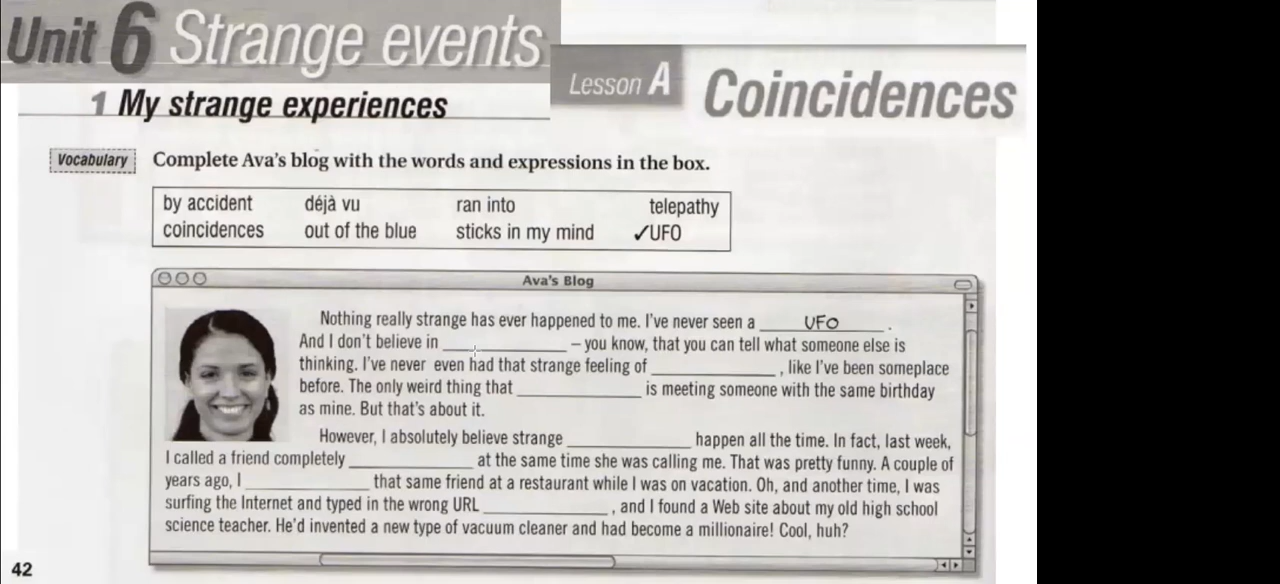 Unit 6 Strange events
Lesson A Coincidences
1 My strange experiences
Vocabulary Complete Ava's blog with the words and expressions in the box.
by accident déjà vu ran into telepathy
coincidences out of the blue sticks in my mind ✓UFO
Ava's Blog
Nothing really strange has ever happened to me. I've never seen a UFO .
And I don't believe in ____________ – you know, that you can tell what someone else is
thinking. I've never even had that strange feeling of ____________ , like I've been someplace
before. The only weird thing that ____________ is meeting someone with the same birthday
as mine. But that's about it.
However, I absolutely believe strange ____________ happen all the time. In fact, last week,
I called a friend completely ____________ at the same time she was calling me. That was pretty funny. A couple of
years ago, I ____________ that same friend at a restaurant while I was on vacation. Oh, and another time, I was
surfing the Internet and typed in the wrong URL ____________ , and I found a Web site about my old high school
science teacher. He'd invented a new type of vacuum cleaner and had become a millionaire! Cool, huh?
42